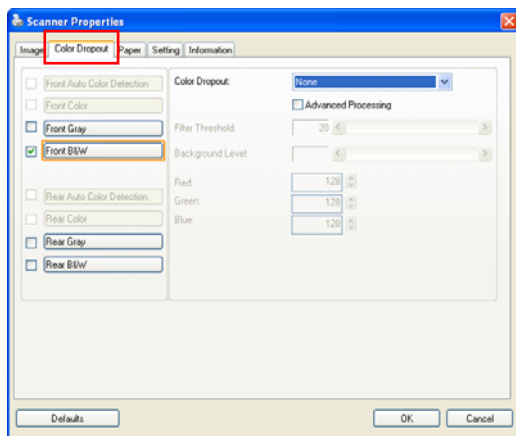 Scanner Properties
Image Color Dropout Paper Setting Information
Front Auto Color Detection
Front Color
Front Gray
Front B&W
Rear Auto Color Detection
Rear Color
Rear Gray
Rear B&W
Color Dropout: None
Advanced Processing
Filter Threshold: 20
Background Level:
Red: 128
Green: 128
Blue: 128
Defaults OK Cancel